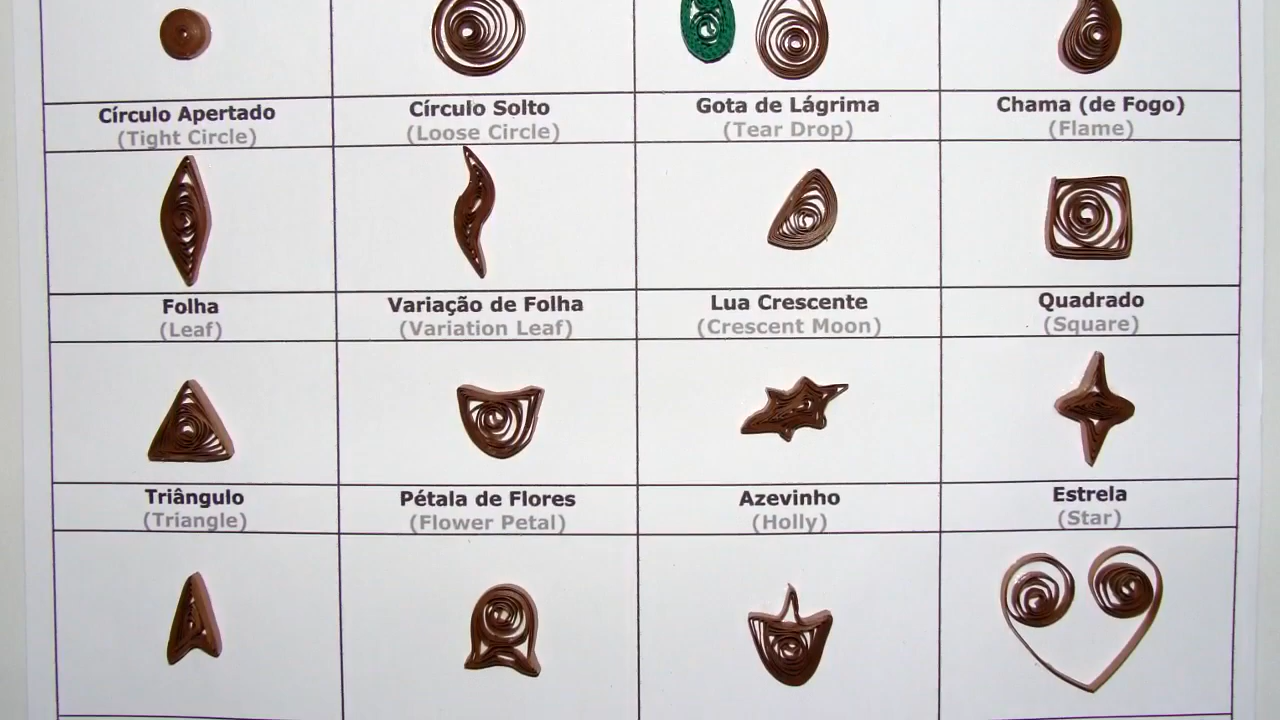 Círculo Apertado
(Tight Circle)
Círculo Solto
(Loose Circle)
Gota de Lágrima
(Tear Drop)
Chama (de Fogo)
(Flame)
Folha
(Leaf)
Variação de Folha
(Variation Leaf)
Lua Crescente
(Crescent Moon)
Quadrado
(Square)
Triângulo
(Triangle)
Pétala de Flores
(Flower Petal)
Azevinho
(Holly)
Estrela
(Star)